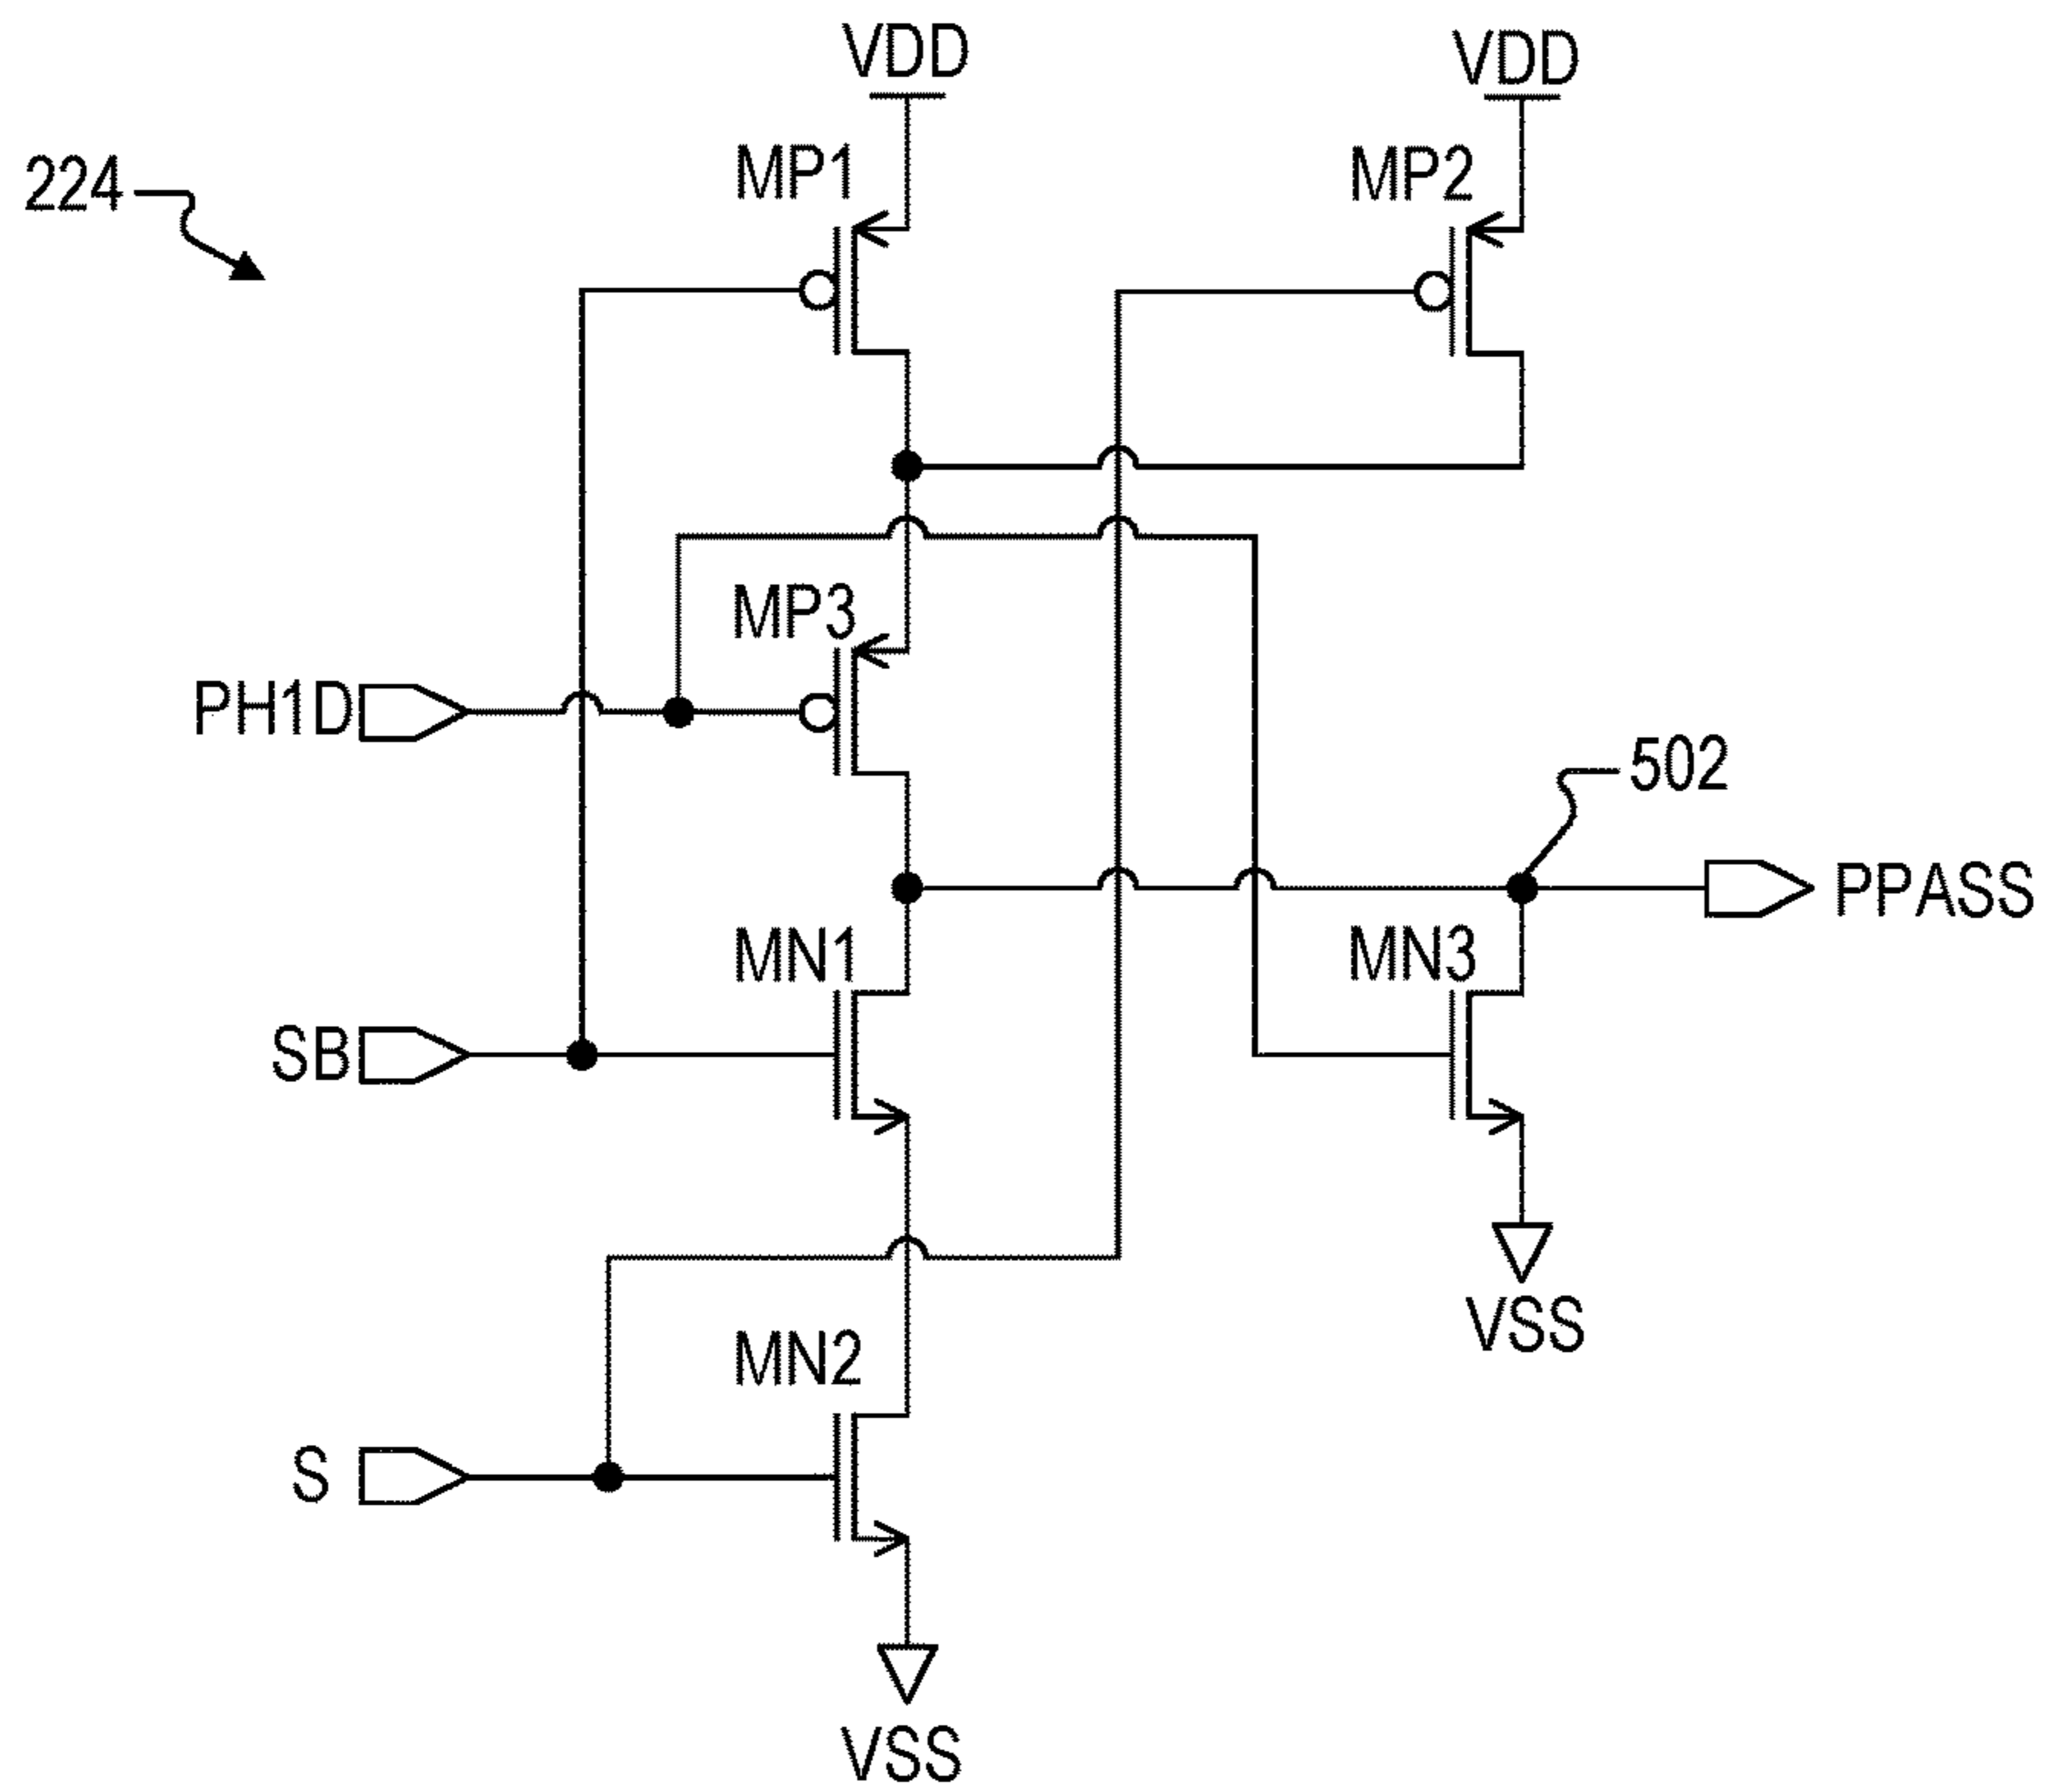 VDD
VDD
224
MP1
MP2
MP3
PH1D
502
PPASS
MN1
MN3
SB
VSS
MN2
S
VSS